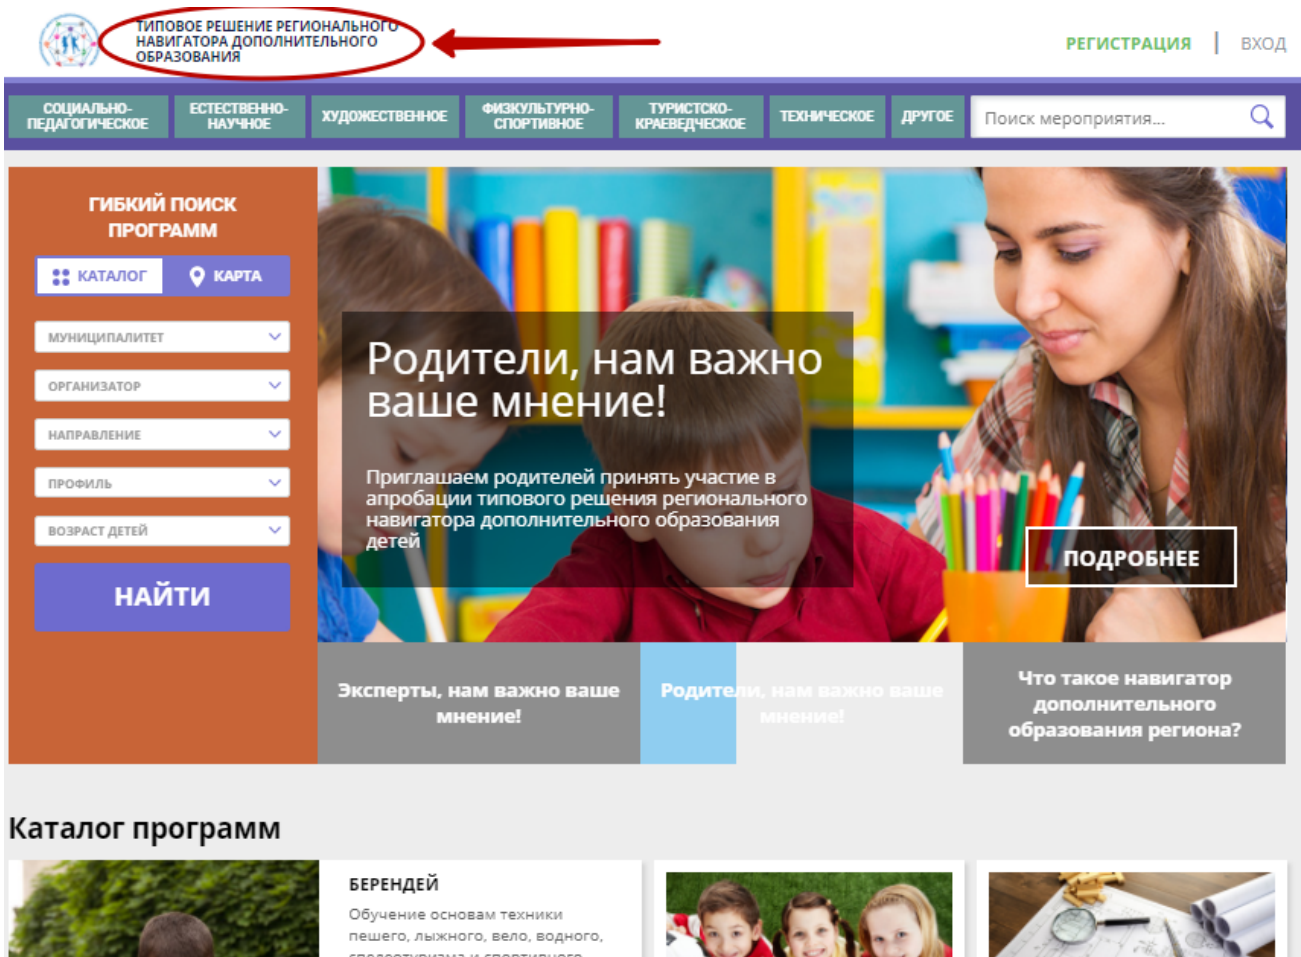 ТИПОВОЕ РЕШЕНИЕ РЕГИОНАЛЬНОГО
НАВИГАТОРА ДОПОЛНИТЕЛЬНОГО
ОБРАЗОВАНИЯ
РЕГИСТРАЦИЯ | ВХОД
СОЦИАЛЬНО-
ПЕДАГОГИЧЕСКОЕ
ЕСТЕСТВЕННО-
НАУЧНОЕ
ХУДОЖЕСТВЕННОЕ
ФИЗКУЛЬТУРНО-
СПОРТИВНОЕ
ТУРИСТСКО-
КРАЕВЕДЧЕСКОЕ
ТЕХНИЧЕСКОЕ
ДРУГОЕ
Поиск мероприятия...
ГИБКИЙ ПОИСК
ПРОГРАММ
КАТАЛОГ
КАРТА
МУНИЦИПАЛИТЕТ
ОРГАНИЗАТОР
НАПРАВЛЕНИЕ
ПРОФИЛЬ
ВОЗРАСТ ДЕТЕЙ
НАЙТИ
Родители, нам важно
ваше мнение!
Приглашаем родителей принять участие в
апробации типового решения регионального
навигатора дополнительного образования
детей
ПОДРОБНЕЕ
Эксперты, нам важно ваше
мнение!
Родители, нам важно ваше
мнение!
Что такое навигатор
дополнительного
образования региона?
Каталог программ
БЕРЕНДЕЙ
Обучение основам техники
пешего, лыжного, вело, водного,
спелеотуризма и спортивного